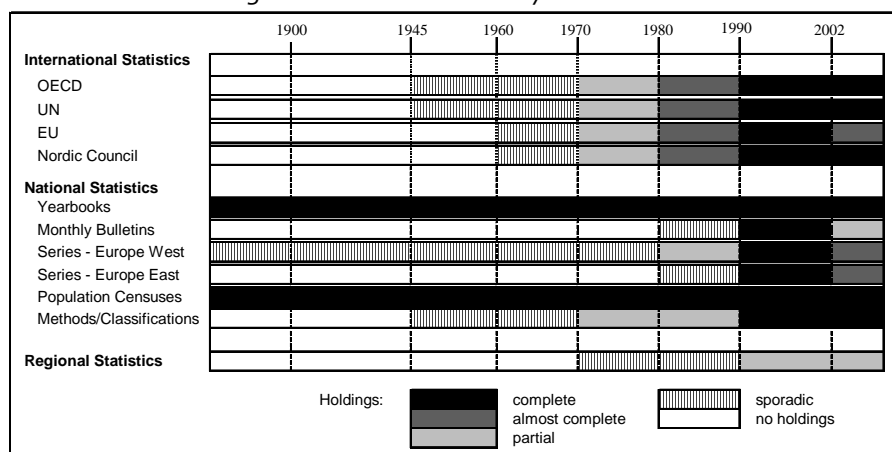 1900 1945 1960 1970 1980 1990 2002
International Statistics
OECD
UN
EU
Nordic Council
National Statistics
Yearbooks
Monthly Bulletins
Series - Europe West
Series - Europe East
Population Censuses
Methods/Classifications
Regional Statistics
Holdings: complete sporadic
almost complete no holdings
partial